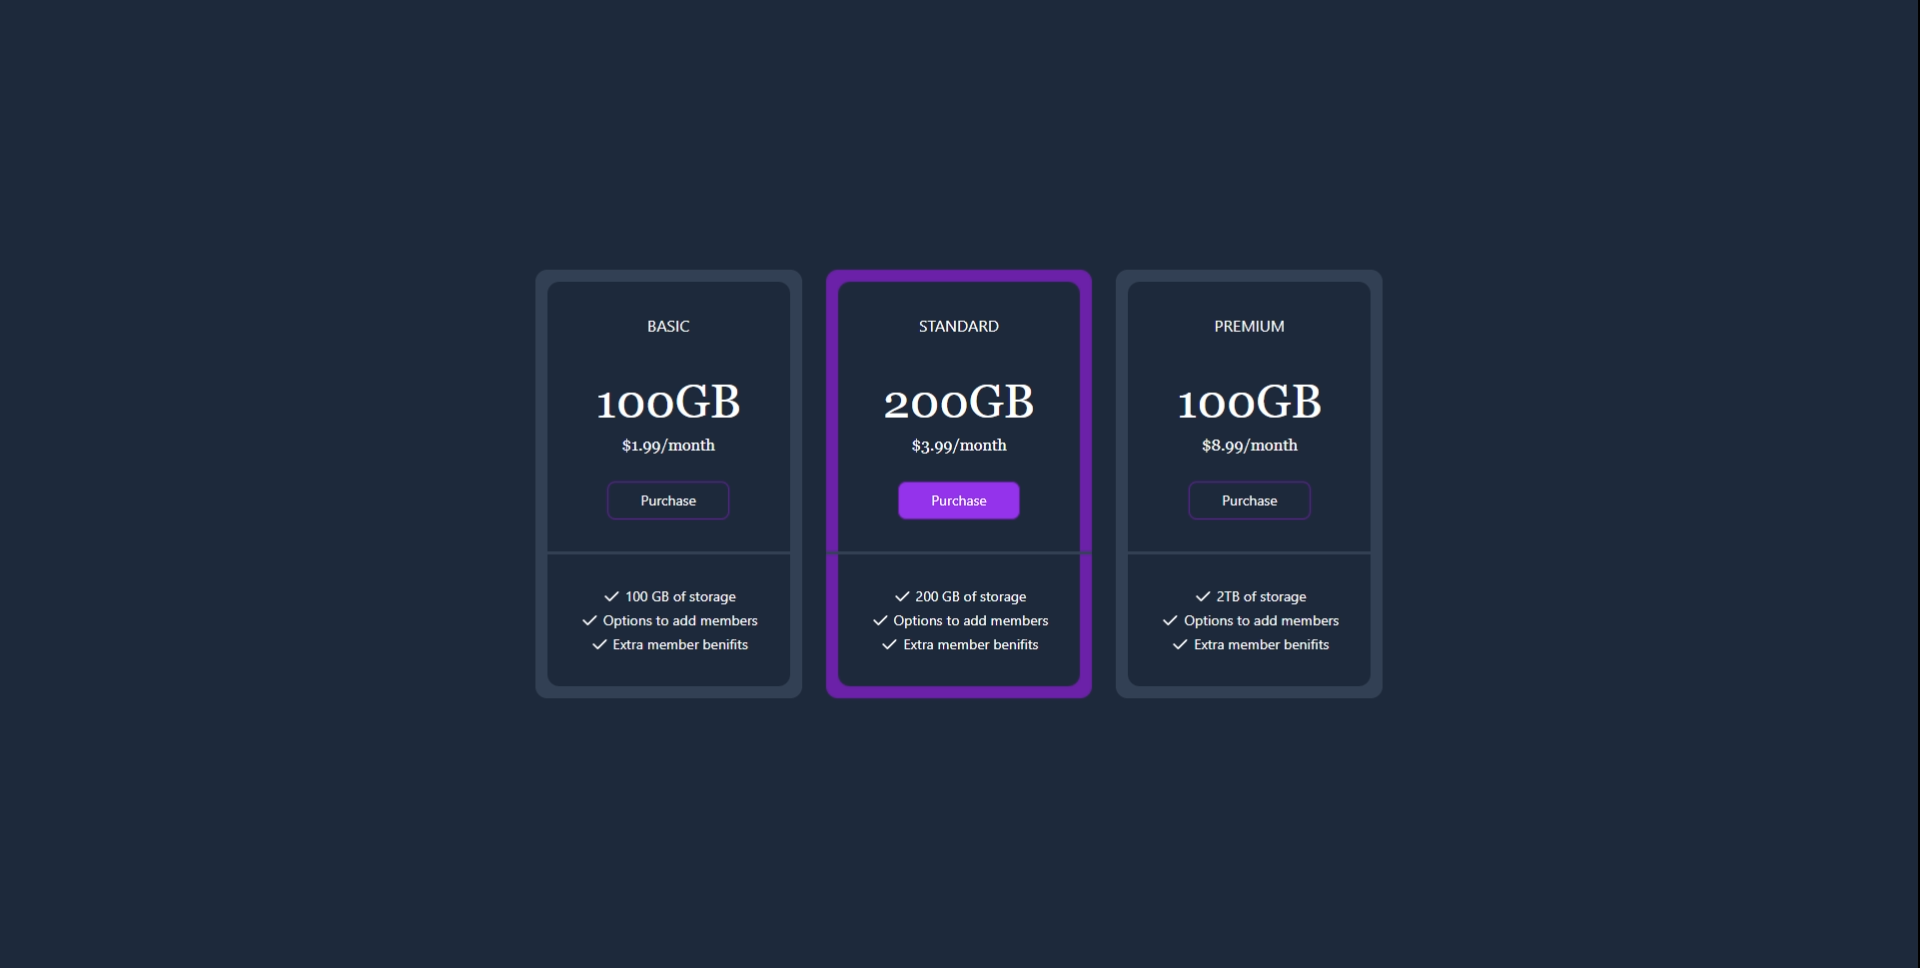 BASIC
100GB
$1.99/month
Purchase
100 GB of storage
Options to add members
Extra member benifits
STANDARD
200GB
$3.99/month
Purchase
200 GB of storage
Options to add members
Extra member benifits
PREMIUM
100GB
$8.99/month
Purchase
2TB of storage
Options to add members
Extra member benifits